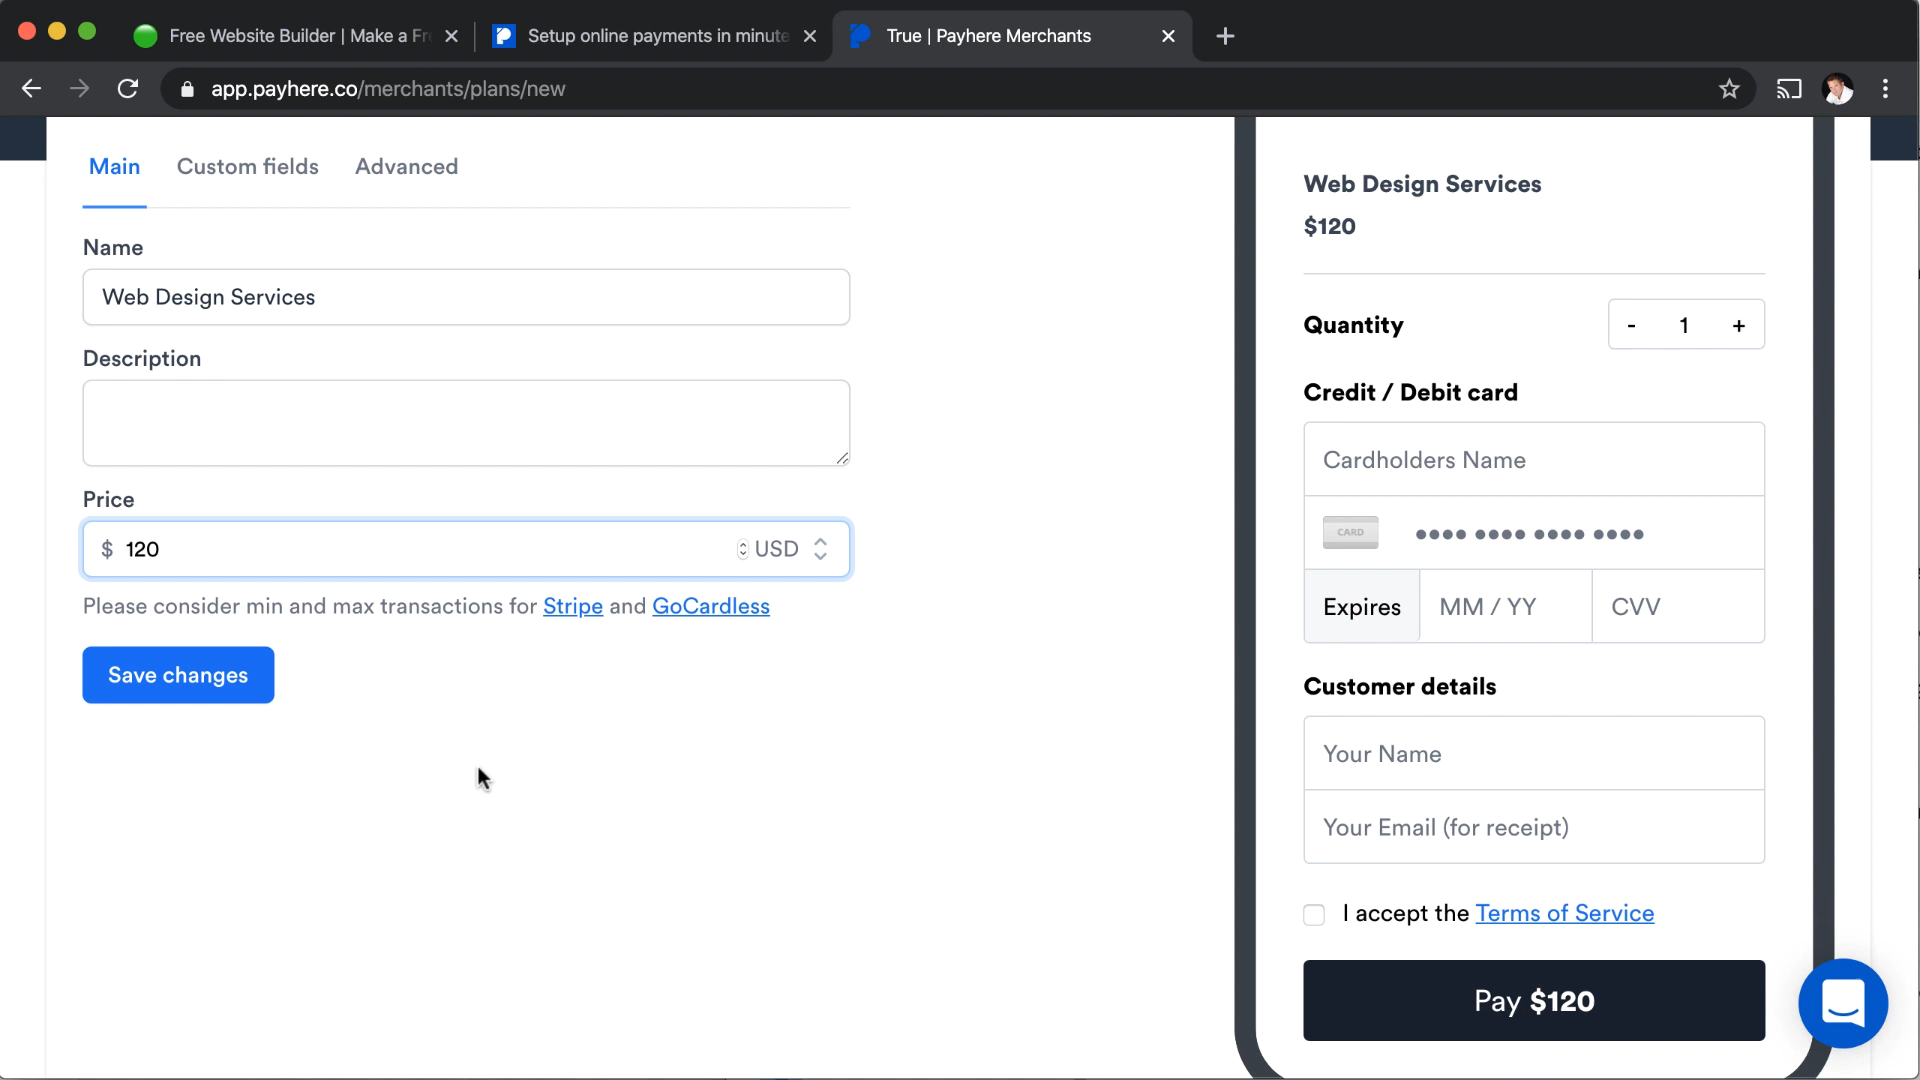 Free Website Builder | Make a Fr
Setup online payments in minute
True | Payhere Merchants
app.payhere.co/merchants/plans/new
Main
Custom fields
Advanced
Name
Web Design Services
Description
Price
$ 120
USD
Please consider min and max transactions for Stripe and GoCardless
Save changes
Web Design Services
$120
Quantity
- 1 +
Credit / Debit card
Cardholders Name
CARD
•••• •••• •••• ••••
Expires
MM / YY
CVV
Customer details
Your Name
Your Email (for receipt)
I accept the Terms of Service
Pay $120